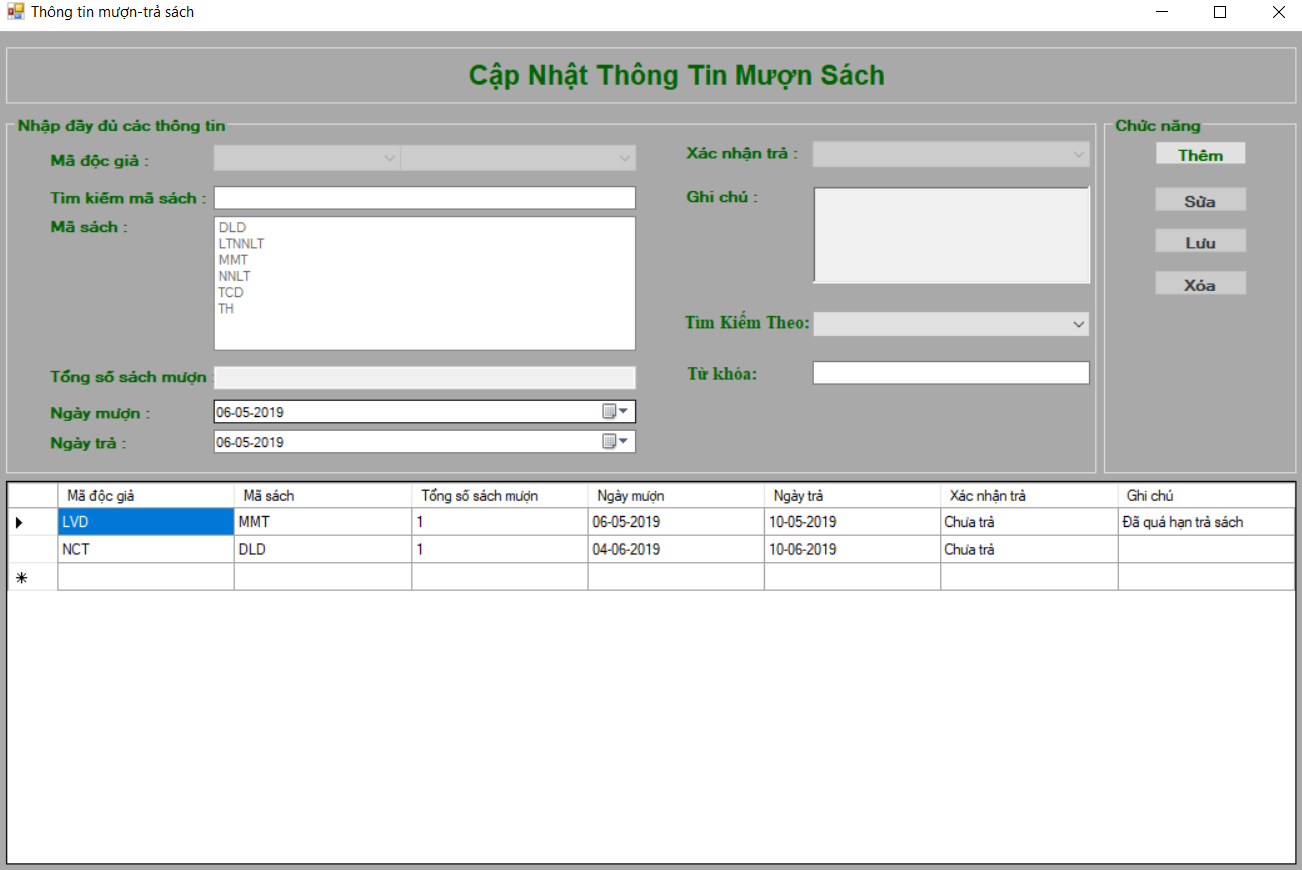 Thông tin mượn-trả sách
Cập Nhật Thông Tin Mượn Sách
Nhập đầy đủ các thông tin
Mã độc giả :
Tìm kiếm mã sách :
Mã sách :
DLD
LTNNLT
MMT
NNLT
TCD
TH
Tổng số sách mượn :
Ngày mượn : 06-05-2019
Ngày trả : 06-05-2019
Xác nhận trả :
Ghi chú :
Tìm Kiếm Theo:
Từ khóa:
Chức năng
Thêm
Sửa
Lưu
Xóa
Mã độc giả Mã sách Tổng số sách mượn Ngày mượn Ngày trả Xác nhận trả Ghi chú
LVD MMT 1 06-05-2019 10-05-2019 Chưa trả Đã quá hạn trả sách
NCT DLD 1 04-06-2019 10-06-2019 Chưa trả